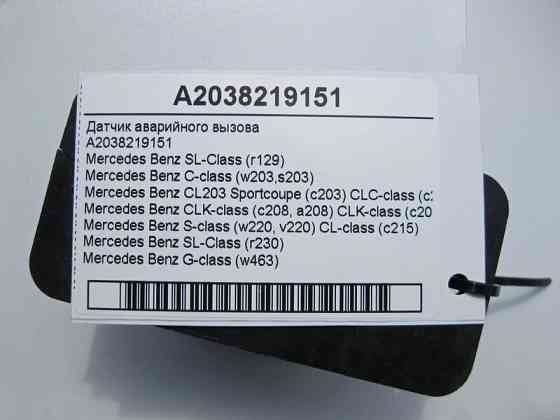 A2038219151
Датчик аварийного вызова
A2038219151
Mercedes Benz SL-Class (r129)
Mercedes Benz C-class (w203,s203)
Mercedes Benz CL203 Sportcoupe (c203) CLC-class (c:
Mercedes Benz CLK-class (c208, a208) CLK-class (c20
Mercedes Benz S-class (w220, v220) CL-class (c215)
Mercedes Benz SL-Class (r230)
Mercedes Benz G-class (w463)